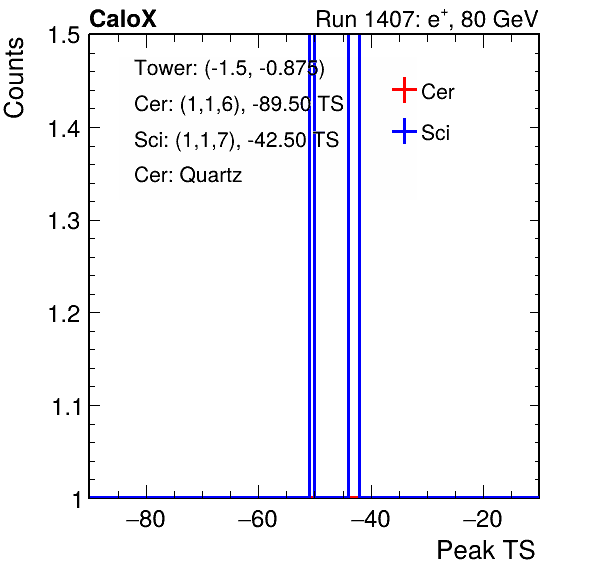 CaloX Run 1407: e⁺, 80 GeV
Counts
1.5
1.4
1.3
1.2
1.1
1
Tower: (-1.5, -0.875)
Cer: (1,1,6), -89.50 TS
Sci: (1,1,7), -42.50 TS
Cer: Quartz
Cer
Sci
−80 −60 −40 −20
Peak TS